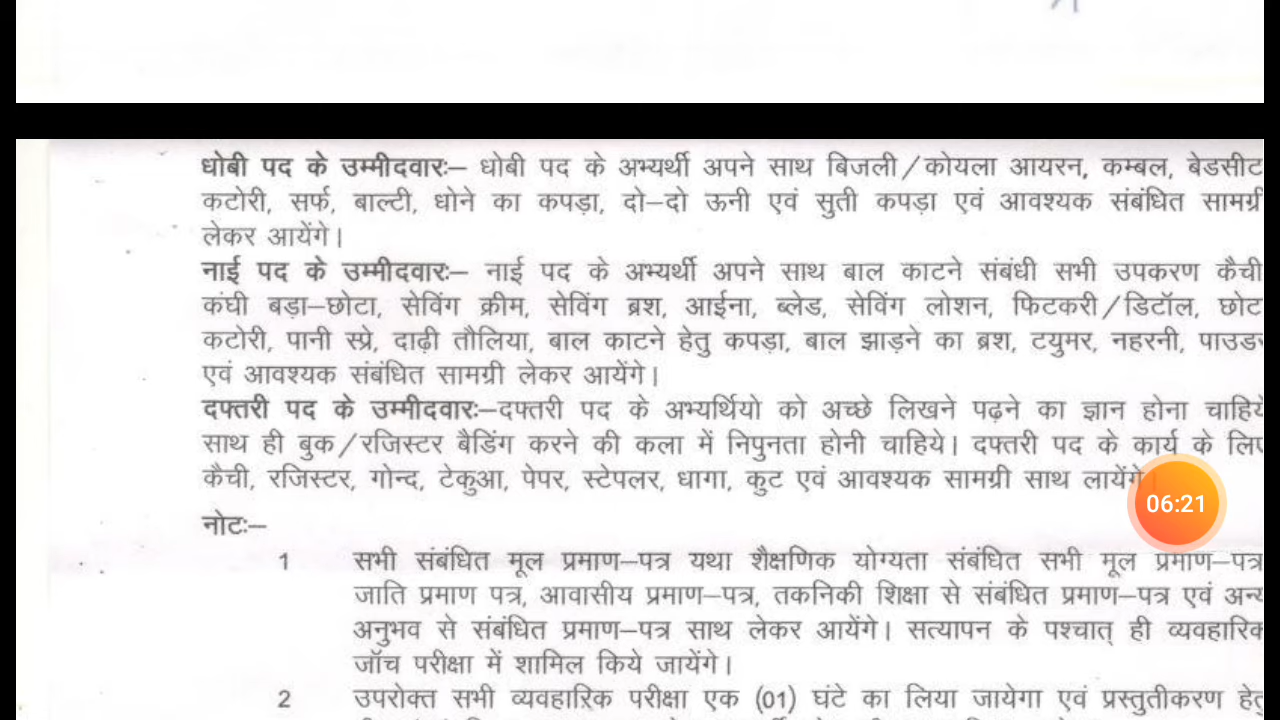 धोबी पद के उम्मीदवारः– धोबी पद के अभ्यर्थी अपने साथ बिजली/कोयला आयरन, कम्बल, बेडसीट
कटोरी, सर्फ, बाल्टी, धोने का कपड़ा, दो–दो ऊनी एवं सुती कपड़ा एवं आवश्यक संबंधित सामग्री
लेकर आयेंगे।
नाई पद के उम्मीदवारः– नाई पद के अभ्यर्थी अपने साथ बाल काटने संबंधी सभी उपकरण कैची
कंघी बड़ा–छोटा, सेविंग क्रीम, सेविंग ब्रश, आईना, ब्लेड, सेविंग लोशन, फिटकरी/डिटॉल, छोट
कटोरी, पानी स्प्रे, दाढ़ी तौलिया, बाल काटने हेतु कपड़ा, बाल झाड़ने का ब्रश, टयुमर, नहरनी,
एवं आवश्यक संबंधित सामग्री लेकर आयेंगे।
दफ्तरी पद के उम्मीदवारः–दफ्तरी पद के अभ्यर्थियो को अच्छे लिखने पढ़ने का ज्ञान होना चाहिये
साथ ही बुक/रजिस्टर बैडिंग करने की कला में निपुनता होनी चाहिये। दफ्तरी पद के कार्य के
कैची, रजिस्टर, गोन्द, टेकुआ, पेपर, स्टेपलर, धागा, कुट एवं आवश्यक सामग्री साथ लायेंगे
06:21
नोटः–
1 सभी संबंधित मूल प्रमाण–पत्र यथा शैक्षणिक योग्यता संबंधित सभी मूल प्रमाण–पत्र
जाति प्रमाण पत्र, आवासीय प्रमाण–पत्र, तकनिकी शिक्षा से संबंधित प्रमाण–पत्र एवं
अनुभव से संबंधित प्रमाण–पत्र साथ लेकर आयेंगे। सत्यापन के पश्चात् ही व्यवहारिक
जॉच परीक्षा में शामिल किये जायेंगे।
2 उपरोक्त सभी व्यवहारिक परीक्षा एक (01) घंटे का लिया जायेगा एवं प्रस्तुतीकरण हेतु